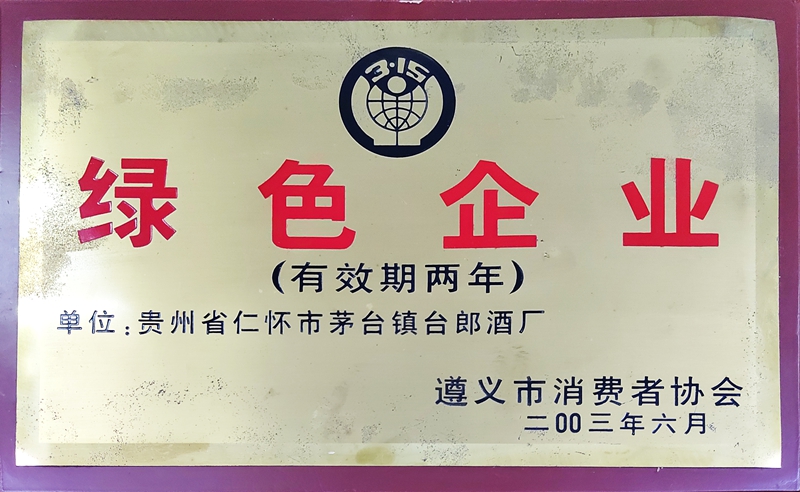 3·15
绿色企业
(有效期两年)
单位:贵州省仁怀市茅台镇台郎酒厂
遵义市消费者协会
二00三年六月